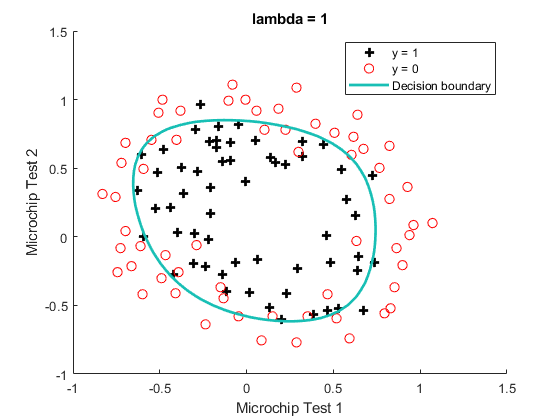 lambda = 1
y = 1
y = 0
Decision boundary
1.5
1
0.5
0
-0.5
-1
Microchip Test 2
-1 -0.5 0 0.5 1 1.5
Microchip Test 1